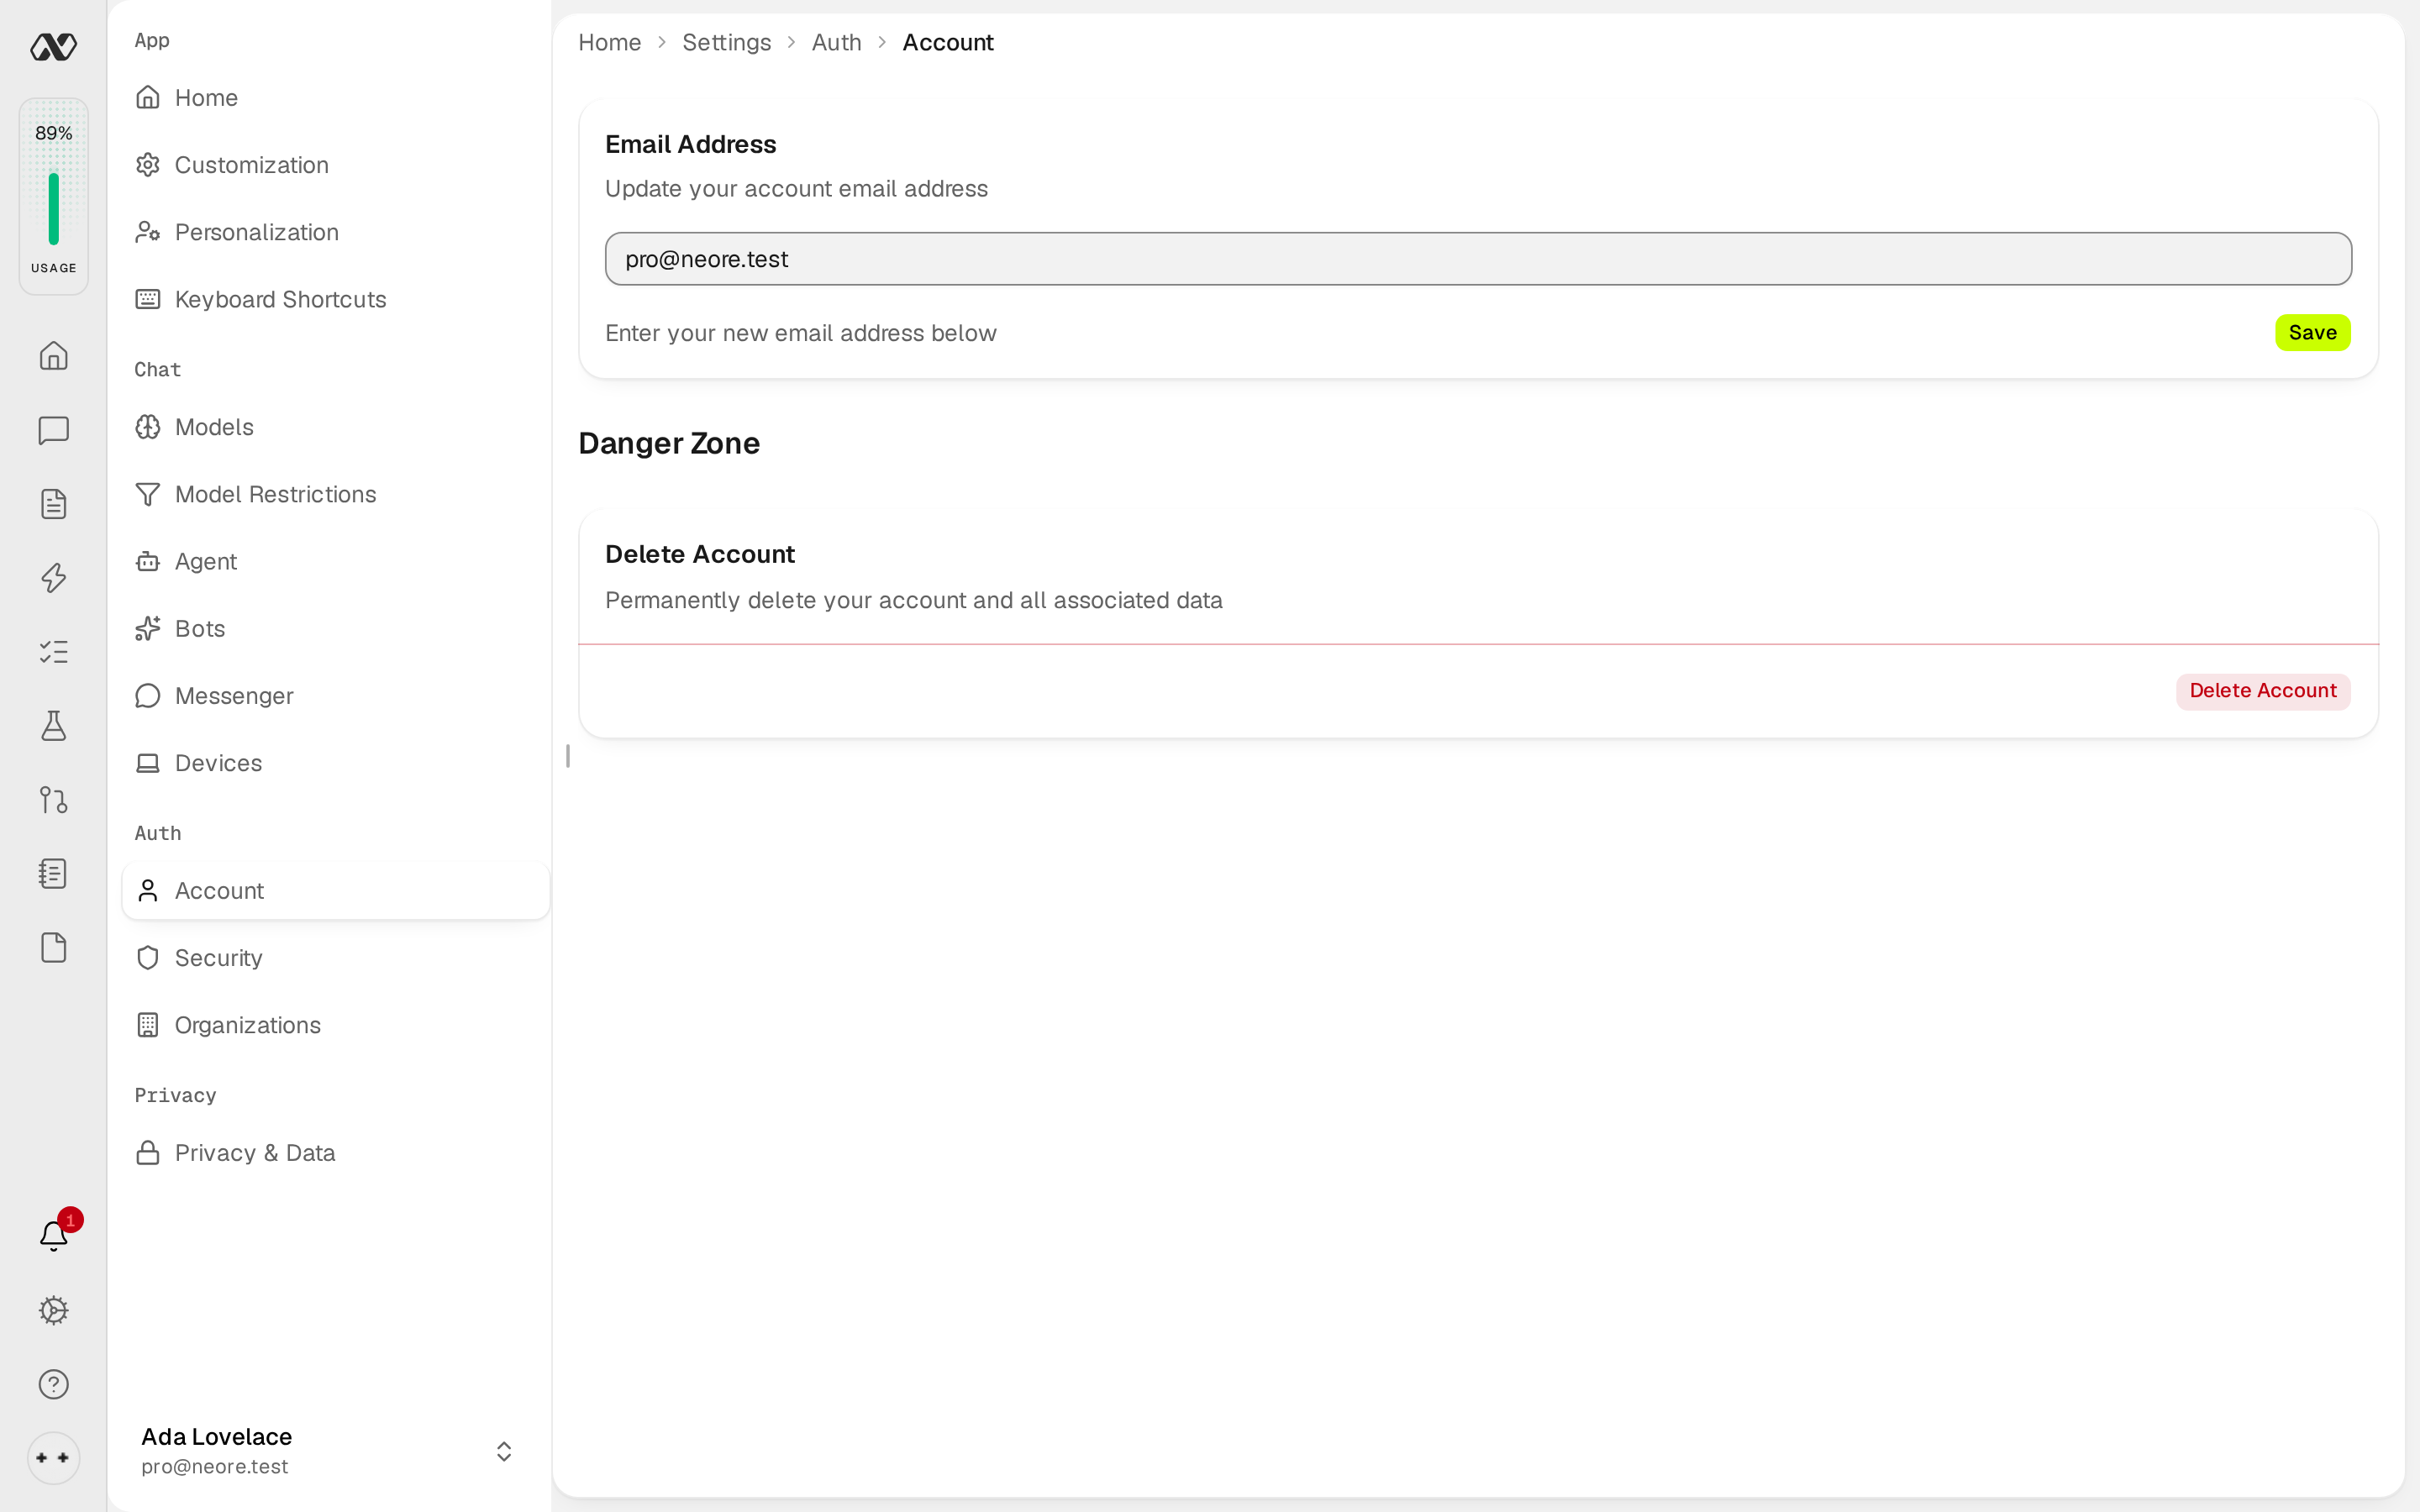 89%
USAGE
1
App
Home
Customization
Personalization
Keyboard Shortcuts
Chat
Models
Model Restrictions
Agent
Bots
Messenger
Devices
Auth
Account
Security
Organizations
Privacy
Privacy & Data
Ada Lovelace
pro@neore.test
Home > Settings > Auth > Account
Email Address
Update your account email address
pro@neore.test
Enter your new email address below
Save
Danger Zone
Delete Account
Permanently delete your account and all associated data
Delete Account